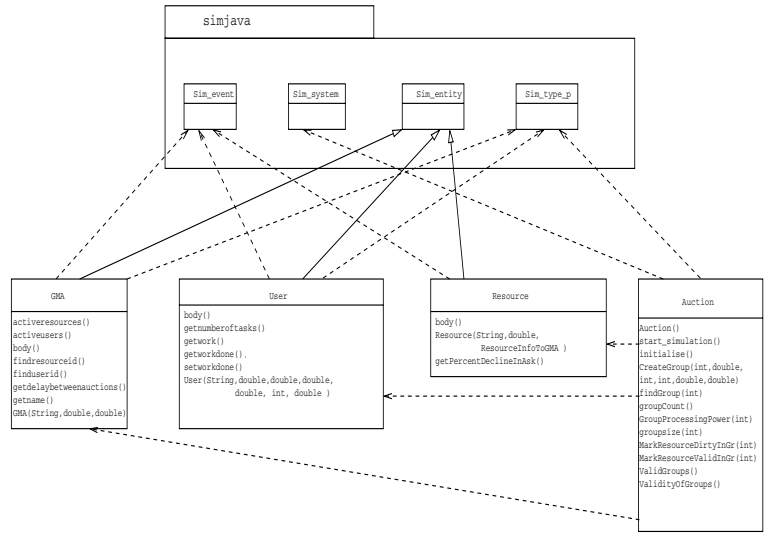 simjava
Sim_event
Sim_system
Sim_entity
Sim_type_p
GMA
activeresources()
activeusers()
body()
findresourceid
finduserid()
getdelaybetweenauctions()
getname()
GMA(String,double,double)
User
body()
getnumberoftasks()
getwork()
getworkdone().
setworkdone()
User(String,double,double,double,
double, int, double )
Resource
body()
Resource(String,double,
ResourceInfoToGMA )
getPercentDeclineInAsk()
Auction
Auction()
start_simulation()
initialise()
CreateGroup(int,double,
int,int,double,double)
findGroup(int)
groupCount()
GroupProcessingPower(int)
groupsize(int)
MarkResourceDirtyInGr(int)
MarkResourceValidInGr(int)
ValidGroups()
ValidityOfGroups()